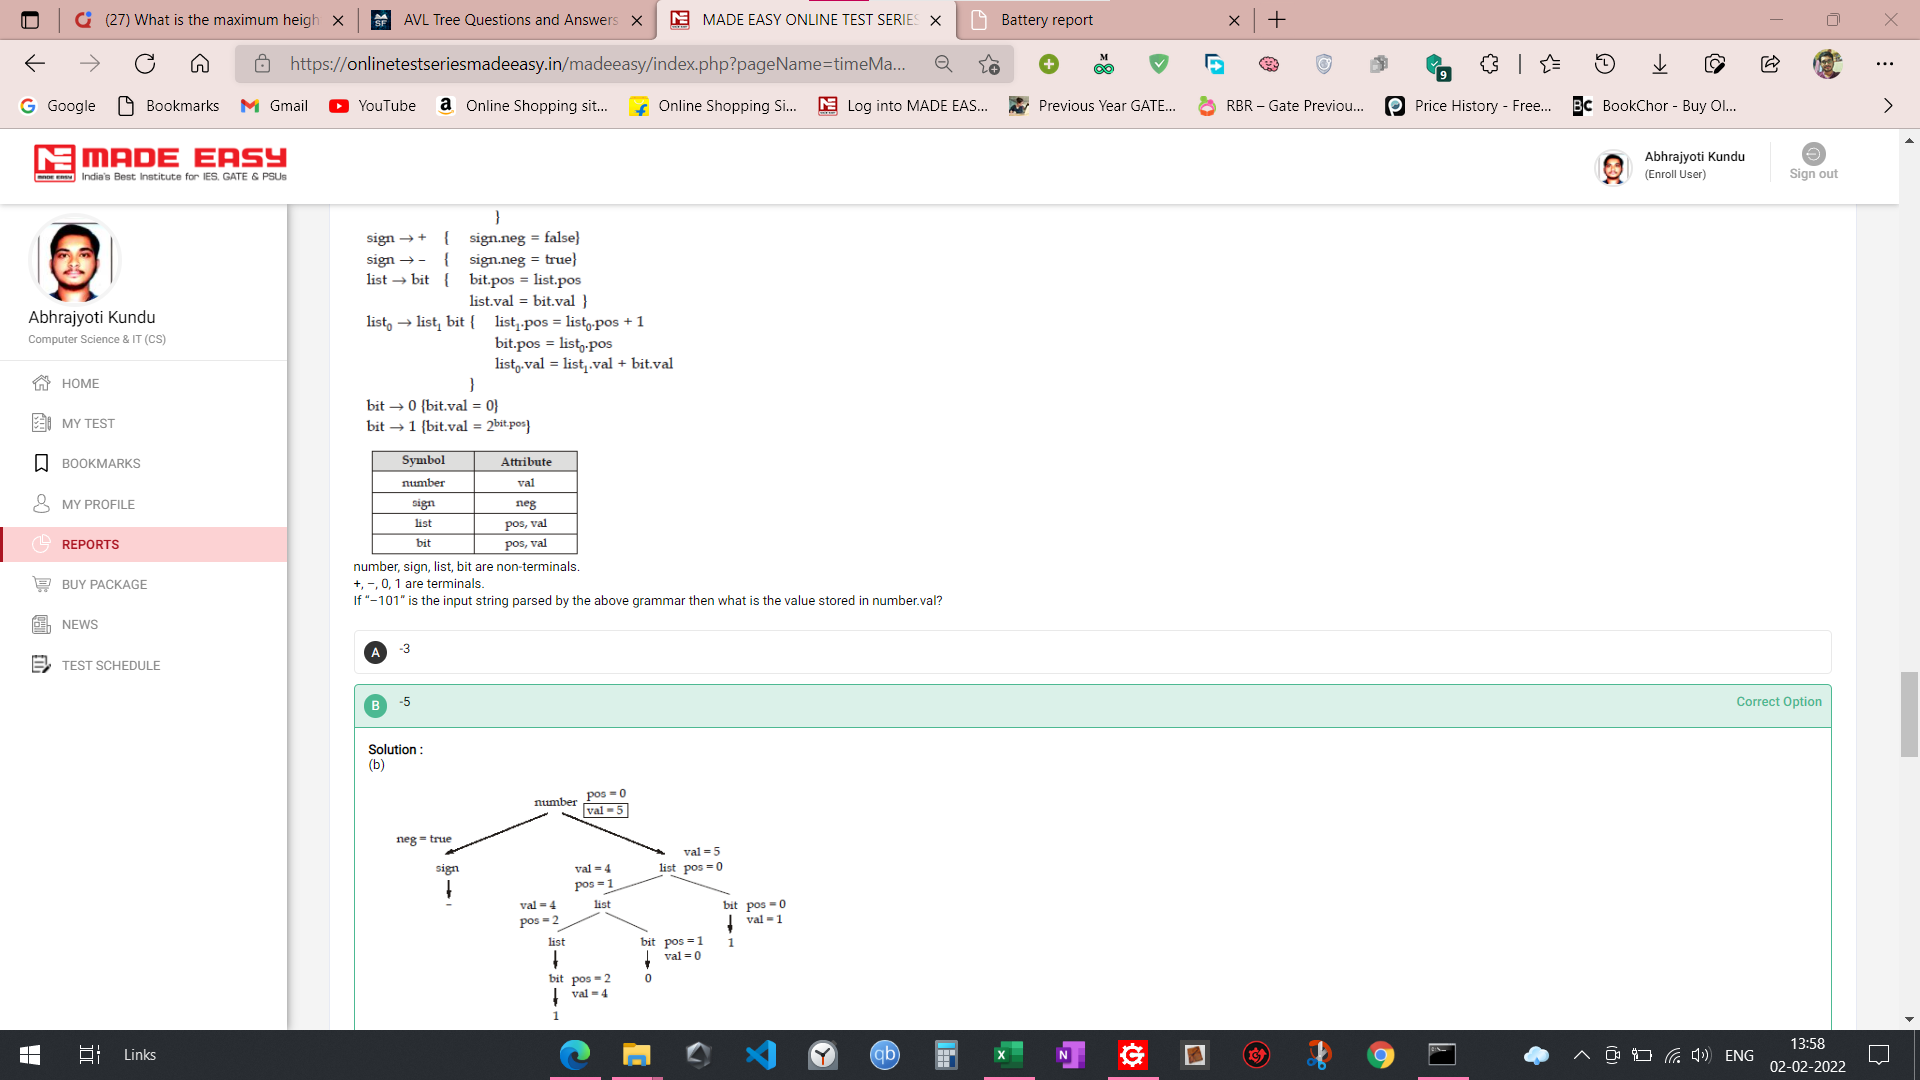 (27) What is the maximum heigh
AVL Tree Questions and Answers
MADE EASY ONLINE TEST SERIES
Battery report
https://onlinetestseriesmadeeasy.in/madeeasy/index.php?pageName=timeMa...
9
Google
Bookmarks
Gmail
YouTube
Online Shopping sit...
Online Shopping Si...
Log into MADE EAS...
Previous Year GATE...
RBR – Gate Previou...
Price History - Free...
BookChor - Buy Ol...
MADE EASY
India's Best Institute for IES, GATE & PSUs
Abhrajyoti Kundu
(Enroll User)
Sign out
Abhrajyoti Kundu
Computer Science & IT (CS)
HOME
MY TEST
BOOKMARKS
MY PROFILE
REPORTS
BUY PACKAGE
NEWS
TEST SCHEDULE
}
sign → + { sign.neg = false}
sign → – { sign.neg = true}
list → bit { bit.pos = list.pos
list.val = bit.val }
list₀ → list₁ bit { list₁.pos = list₀.pos + 1
bit.pos = list₀.pos
list₀.val = list₁.val + bit.val
}
bit → 0 {bit.val = 0}
bit → 1 {bit.val = 2^bit.pos}
Symbol Attribute
number val
sign neg
list pos, val
bit pos, val
number, sign, list, bit are non-terminals.
+, –, 0, 1 are terminals.
If “–101” is the input string parsed by the above grammar then what is the value stored in number.val?
A -3
B -5 Correct Option
Solution :
(b)
number pos = 0
val = 5
neg = true
sign
–
val = 5
list pos = 0
val = 4
pos = 1
list
bit pos = 0
val = 1
1
val = 4
pos = 2
list
bit pos = 1
val = 0
0
bit pos = 2
val = 4
1
Links
ENG
13:58
02-02-2022